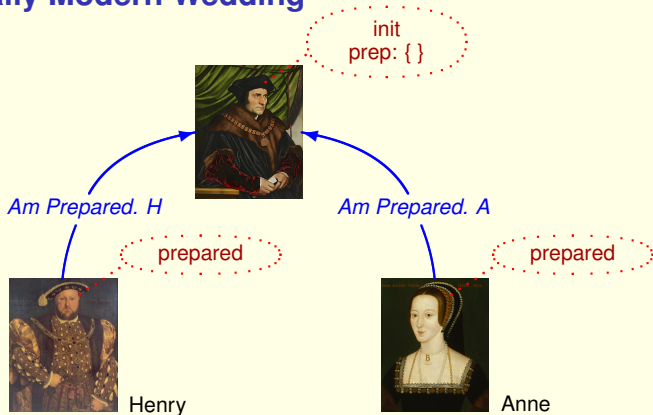 Modern Wedding
init
prep: { }
Am Prepared. H
Am Prepared. A
prepared
prepared
Henry
Anne